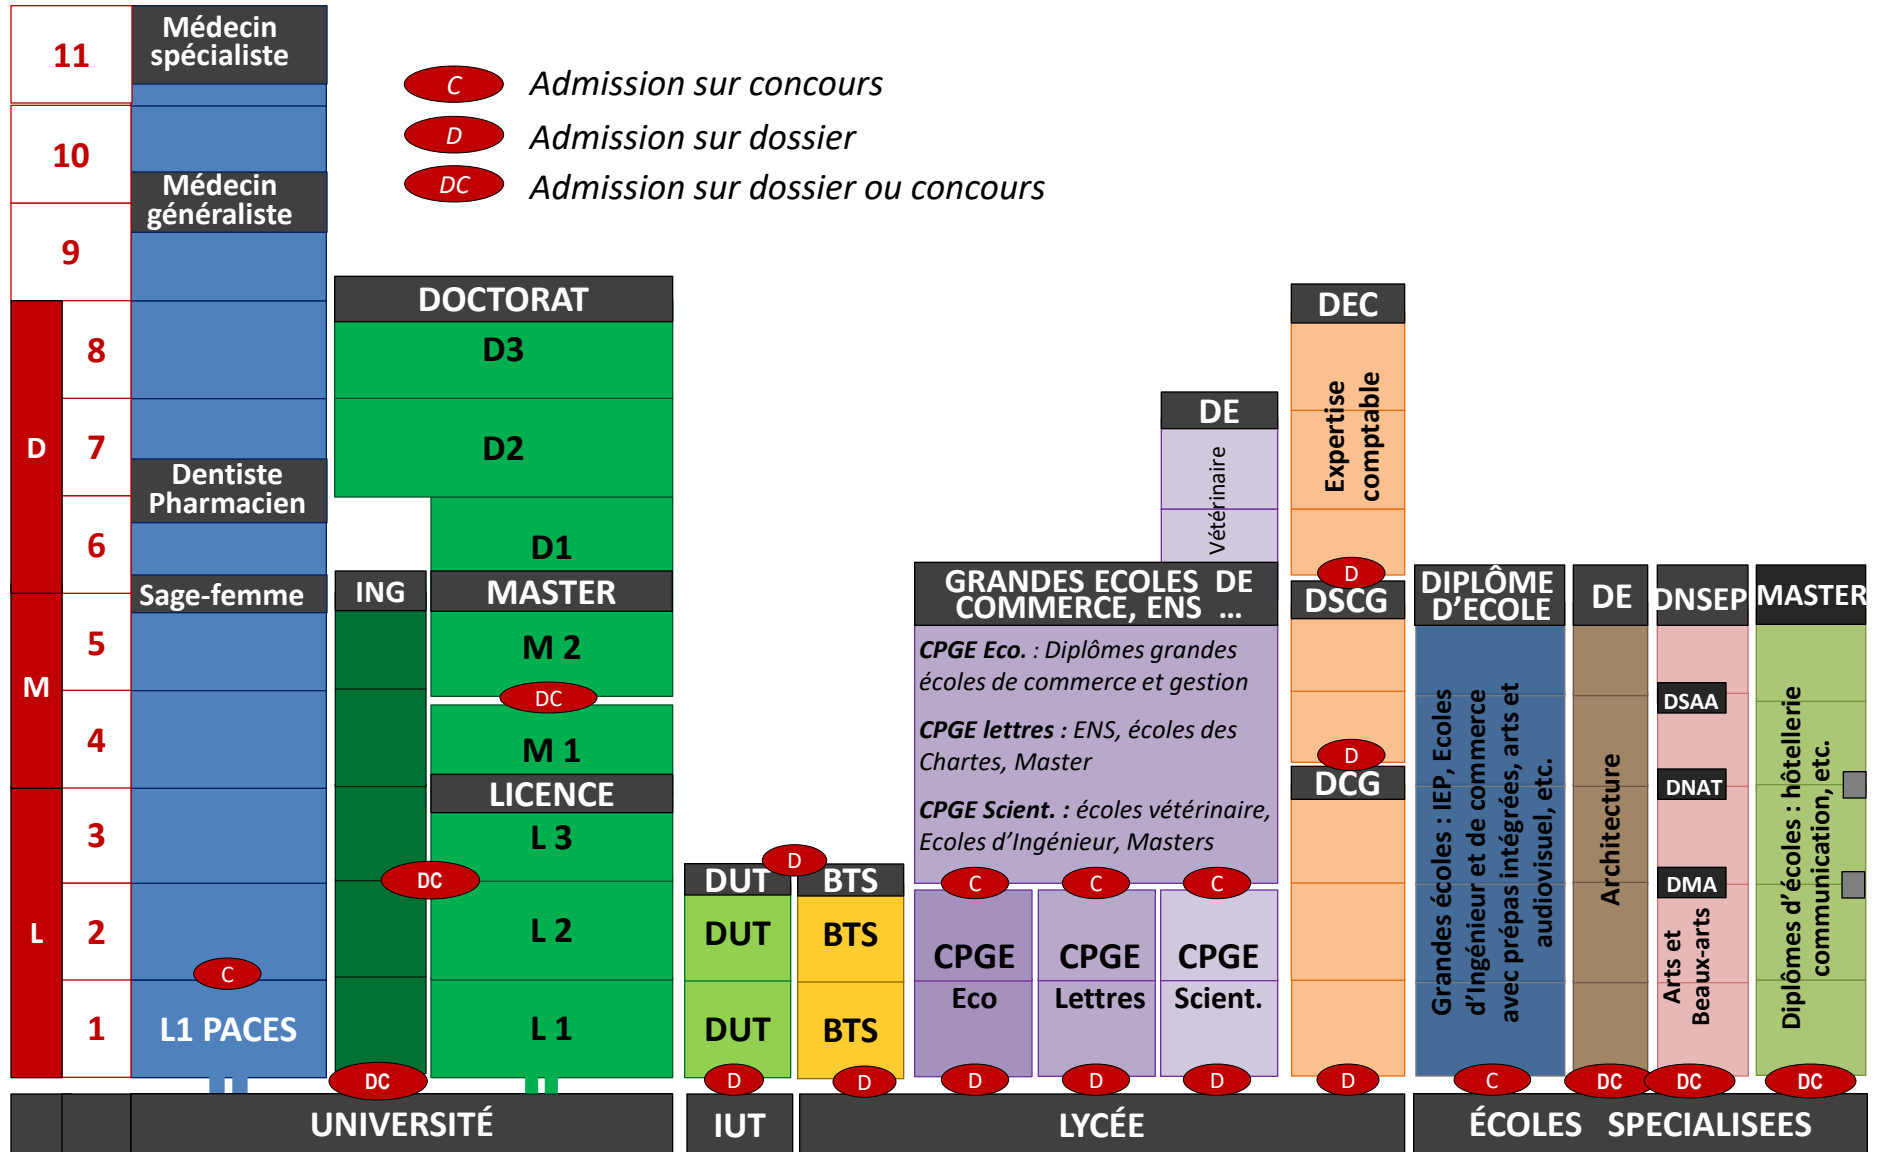 11
10
9
8
7
6
5
4
3
2
1
D
M
L
Médecin
spécialiste
Médecin
généraliste
Dentiste
Pharmacien
Sage-femme
C
L1 PACES
C Admission sur concours
D Admission sur dossier
DC Admission sur dossier ou concours
DOCTORAT
D3
D2
D1
ING
MASTER
M 2
DC
M 1
LICENCE
L 3
DC
L 2
L 1
DC
UNIVERSITÉ
D
DUT
DUT
DUT
D
IUT
BTS
BTS
BTS
D
DE
Vétérinaire
GRANDES ECOLES DE
COMMERCE, ENS ...
CPGE Eco. : Diplômes grandes
écoles de commerce et gestion
CPGE lettres : ENS, écoles des
Chartes, Master
CPGE Scient. : écoles vétérinaire,
Ecoles d’Ingénieur, Masters
C
C
C
CPGE
Eco
CPGE
Lettres
CPGE
Scient.
D
D
D
DEC
Expertise
comptable
D
DSCG
D
DCG
D
LYCÉE
DIPLÔME
D’ECOLE
Grandes écoles : IEP, Ecoles
d’Ingénieur et de commerce
avec prépas intégrées, arts et
audiovisuel, etc.
C
DE
Architecture
DC
DNSEP
DSAA
DNAT
DMA
Arts et
Beaux-arts
DC
MASTER
Diplômes d’écoles : hôtellerie
communication, etc.
DC
ÉCOLES SPECIALISEES